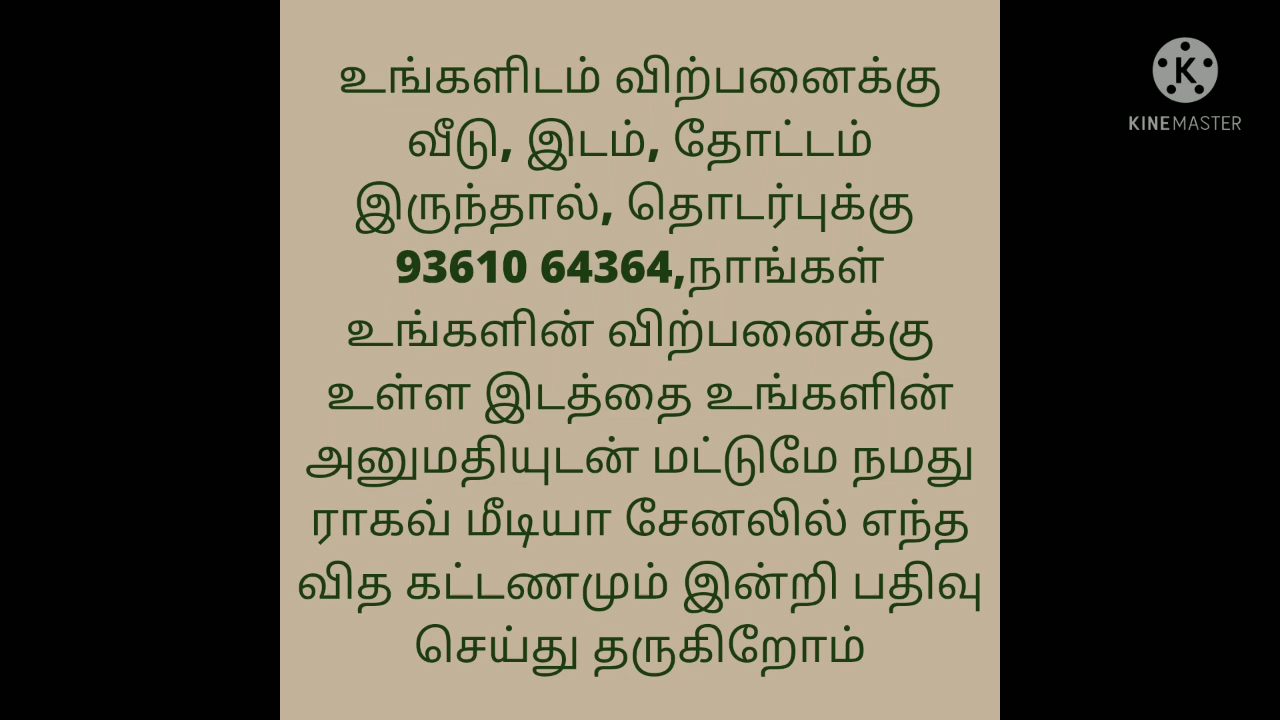 உங்களிடம் விற்பனைக்கு
வீடு, இடம், தோட்டம்
இருந்தால், தொடர்புக்கு
93610 64364,நாங்கள்
உங்களின் விற்பனைக்கு
உள்ள இடத்தை உங்களின்
அனுமதியுடன் மட்டுமே நமது
ராகவ் மீடியா சேனலில் எந்த
வித கட்டணமும் இன்றி பதிவு
செய்து தருகிறோம்
K
KINEMASTER